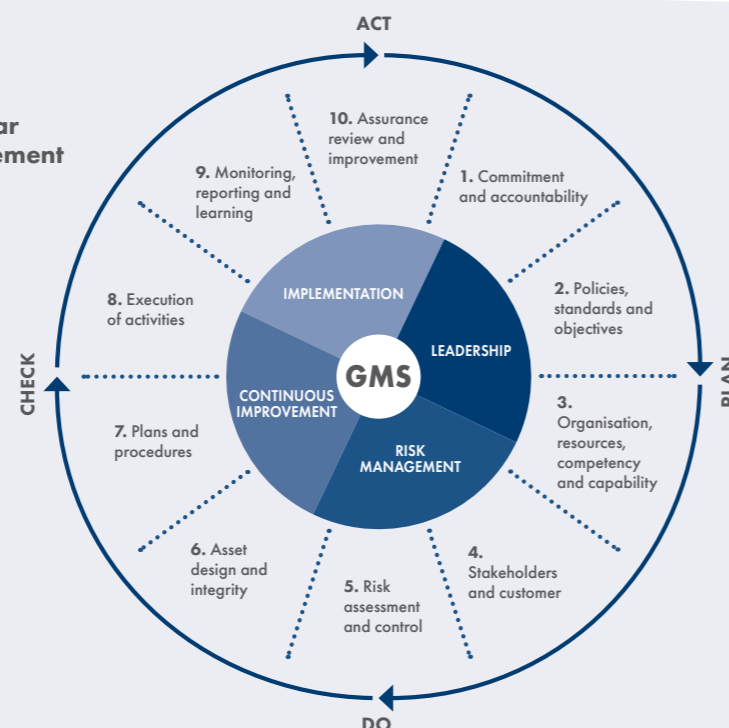 ACT
ar
ement
10. Assurance
review and
improvement
1. Commitment
and accountability
2. Policies,
standards and
objectives
PLAN
3.
Organisation,
resources,
competency
and capability
4.
Stakeholders
and customer
5. Risk
assessment
and control
DO
6. Asset
design and
integrity
7. Plans and
procedures
CHECK
8. Execution
of activities
9. Monitoring,
reporting and
learning
IMPLEMENTATION
LEADERSHIP
GMS
CONTINUOUS
IMPROVEMENT
RISK
MANAGEMENT